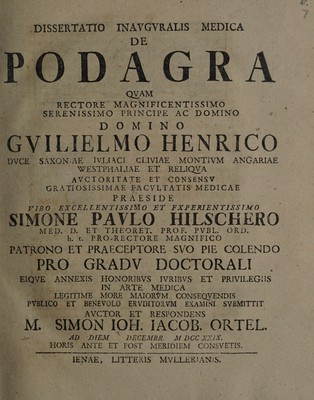 DISSERTATIO INAVGVRALIS MEDICA
DE
PODAGRA
QVAM
RECTORE MAGNIFICENTISSIMO
SERENISSIMO PRINCIPE AC DOMINO
DOMINO
GVILIELMO HENRICO
DVCE SAXONIAE IVLIACI CLIVIAE MONTIVM ANGARIAE
WESTPHALIAE ET RELIQVA
AVCTORITATE ET CONSENSV
GRATIOSISSIMAE FACVLTATIS MEDICAE
PRAESIDE
VIRO EXCELLENTISSIMO ET EXPERIENTISSIMO
SIMONE PAVLO HILSCHERO
MED. D. ET THEORET. PROF. PVBL. ORD.
h. t. PRO-RECTORE MAGNIFICO
PATRONO ET PRAECEPTORE SVO PIE COLENDO
PRO GRADV DOCTORALI
EIQVE ANNEXIS HONORIBVS IVRIBVS ET PRIVILEGIIS
IN ARTE MEDICA
LEGITIME MORE MAIORVM CONSEQVENDIS
PVBLICO ET BENEVOLO ERVDITORVM EXAMINI SVBMITTIT
AVCTOR ET RESPONDENS
M. SIMON IOH. IACOB. ORTEL.
AD DIEM DECEMBR. M DCC XXIX.
HORIS ANTE ET POST MERIDIEM CONSVETIS.
IENAE, LITTERIS MVLLERIANIS.